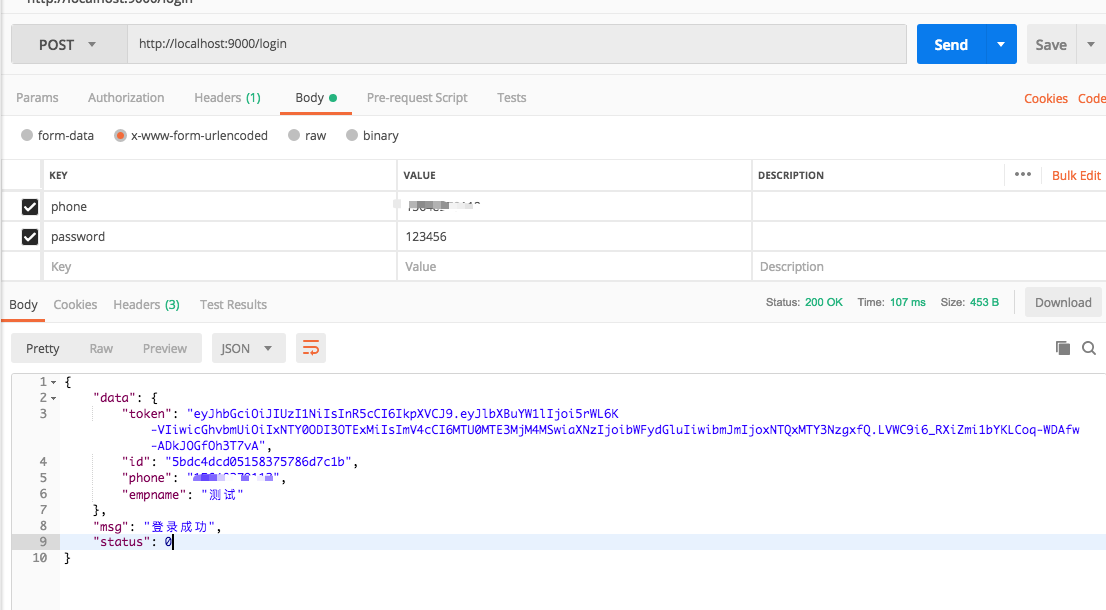 http://localhost:9000/login
POST http://localhost:9000/login Send Save
Params Authorization Headers (1) Body Pre-request Script Tests Cookies Code
form-data x-www-form-urlencoded raw binary
KEY VALUE DESCRIPTION ••• Bulk Edit
phone
password 123456
Key Value Description
Body Cookies Headers (3) Test Results Status: 200 OK Time: 107 ms Size: 453 B Download
Pretty Raw Preview JSON
1 {
2 "data": {
3 "token": "eyJhbGciOiJIUzI1NiIsInR5cCI6IkpXVCJ9.eyJlbXBuYW1lIjoi5rWL6K
-VIiwicGhvbmUiOiIxNTY0ODI3OTExMiIsImV4cCI6MTU0MTE3MjM4MSwiaXNzIjoibWFydGluIiwibmJmIjoxNTQxMTY3NzgxfQ.LVWC9i6_RXiZmi1bYKLCoq-WDAfw
-ADkJOGfOh3T7vA",
4 "id": "5bdc4dcd05158375786d7c1b",
5 "phone": "
6 "empname": "测试"
7 },
8 "msg": "登录成功",
9 "status": 0
10 }